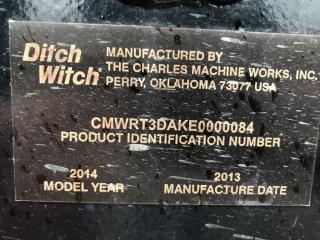 Ditch Witch
MANUFACTURED BY
THE CHARLES MACHINE WORKS, INC.
PERRY, OKLAHOMA 73077 USA
CMWRT3DAKE0000084
PRODUCT IDENTIFICATION NUMBER
2014
MODEL YEAR
2013
MANUFACTURE DATE